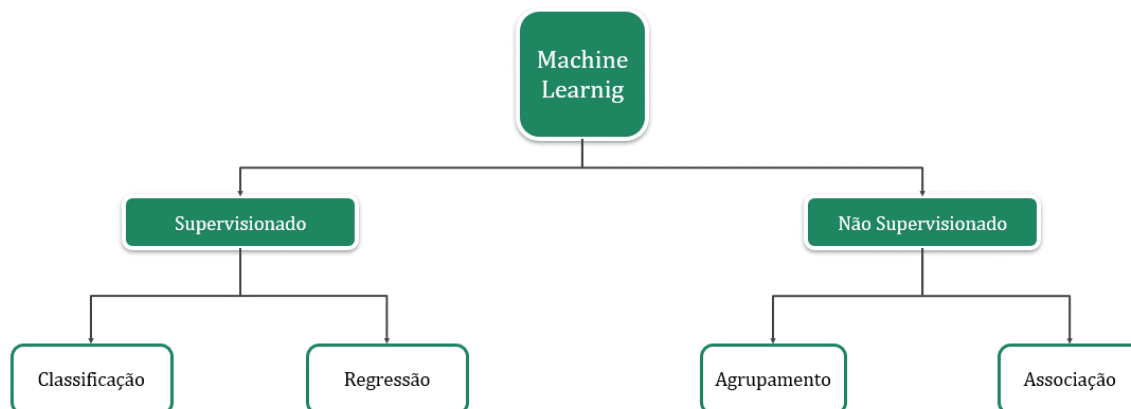 Machine
Learnig
Supervisionado
Não Supervisionado
Classificação
Regressão
Agrupamento
Associação